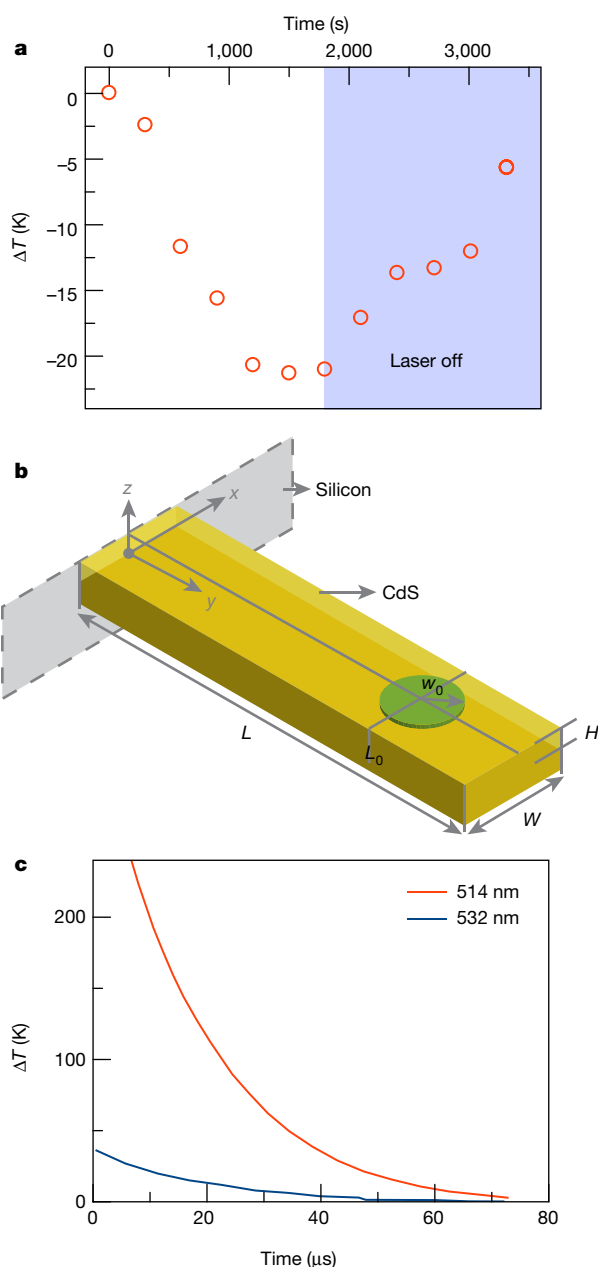 a
Time (s)
0 1,000 2,000 3,000
0
–5
–10
–15
–20
ΔT (K)
Laser off
b
z
x
y
Silicon
CdS
w0
L
L0
H
W
c
514 nm
532 nm
200
100
0
ΔT (K)
0 20 40 60 80
Time (μs)